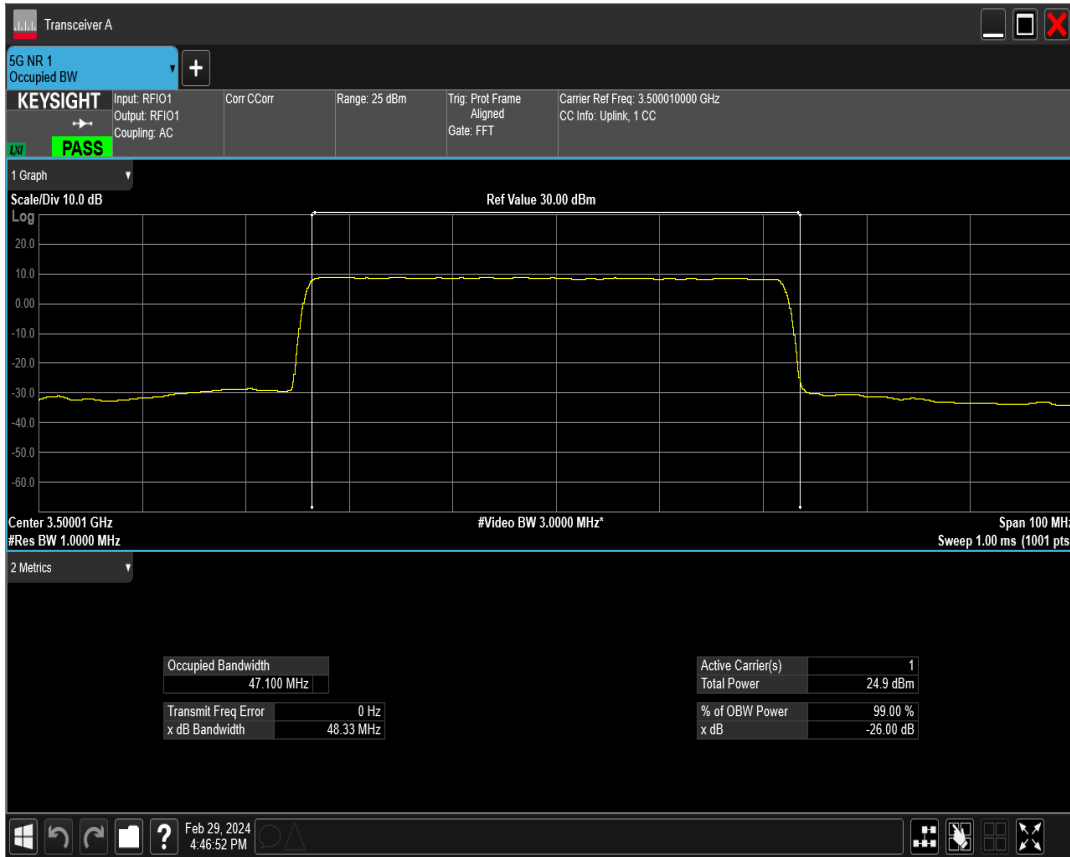 Transceiver A
5G NR 1
Occupied BW
KEYSIGHT
LXI
PASS
Input: RFIO1
Output: RFIO1
Coupling: AC
Corr CCorr
Range: 25 dBm
Trig: Prot Frame
Aligned
Gate: FFT
Carrier Ref Freq: 3.500010000 GHz
CC Info: Uplink, 1 CC
1 Graph
Scale/Div 10.0 dB
Ref Value 30.00 dBm
Log
20.0
10.0
0.00
-10.0
-20.0
-30.0
-40.0
-50.0
-60.0
Center 3.50001 GHz
#Video BW 3.0000 MHz*
Span 100 MHz
#Res BW 1.0000 MHz
Sweep 1.00 ms (1001 pts
2 Metrics
Occupied Bandwidth
47.100 MHz
Transmit Freq Error 0 Hz
x dB Bandwidth 48.33 MHz
Active Carrier(s) 1
Total Power 24.9 dBm
% of OBW Power 99.00 %
x dB -26.00 dB
?
Feb 29, 2024
4:46:52 PM